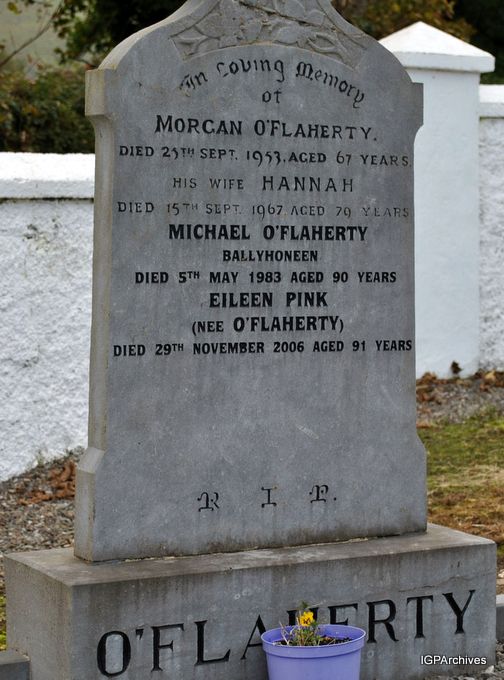 In Loving Memory
of
MORGAN O'FLAHERTY.
DIED 25TH SEPT. 1953, AGED 67 YEARS.
HIS WIFE HANNAH
DIED 15TH SEPT. 1967, AGED 79 YEARS
MICHAEL O'FLAHERTY
BALLYHONEEN
DIED 5TH MAY 1983 AGED 90 YEARS
EILEEN PINK
(NEE O'FLAHERTY)
DIED 29TH NOVEMBER 2006 AGED 91 YEARS
R I P.
O'FLAHERTY
IGPArchives